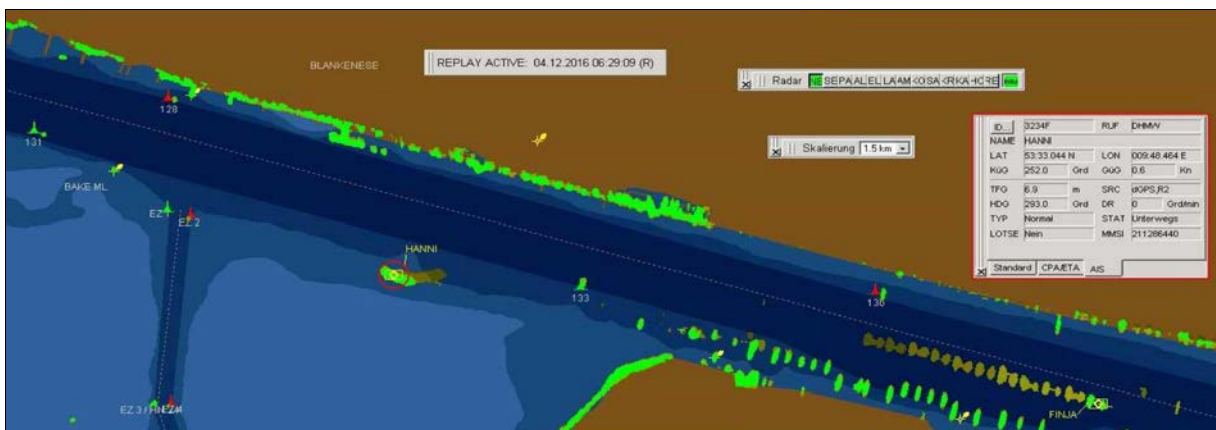 BLANKENESE
REPLAY ACTIVE: 04.12.2016 06:29:09 (R)
Radar
128
131
Skalierung 1.5 km
ID... 3234F RUF DHMW
NAME HANNI
LAT 53:33.044 N LON 009:48.464 E
KüG 252.0 Grd GüG 0.6 Kn
TFG 6.9 m SRC dGPS,R2
HDG 293.0 Grd DR 0 Grd/min
TYP Normal STAT Unterwegs
LOTSE Nein MMSI 211286440
Standard CPA/ETA AIS
BAKE ML
EZ 2
HANNI
133
130
EZ 3
FINJA